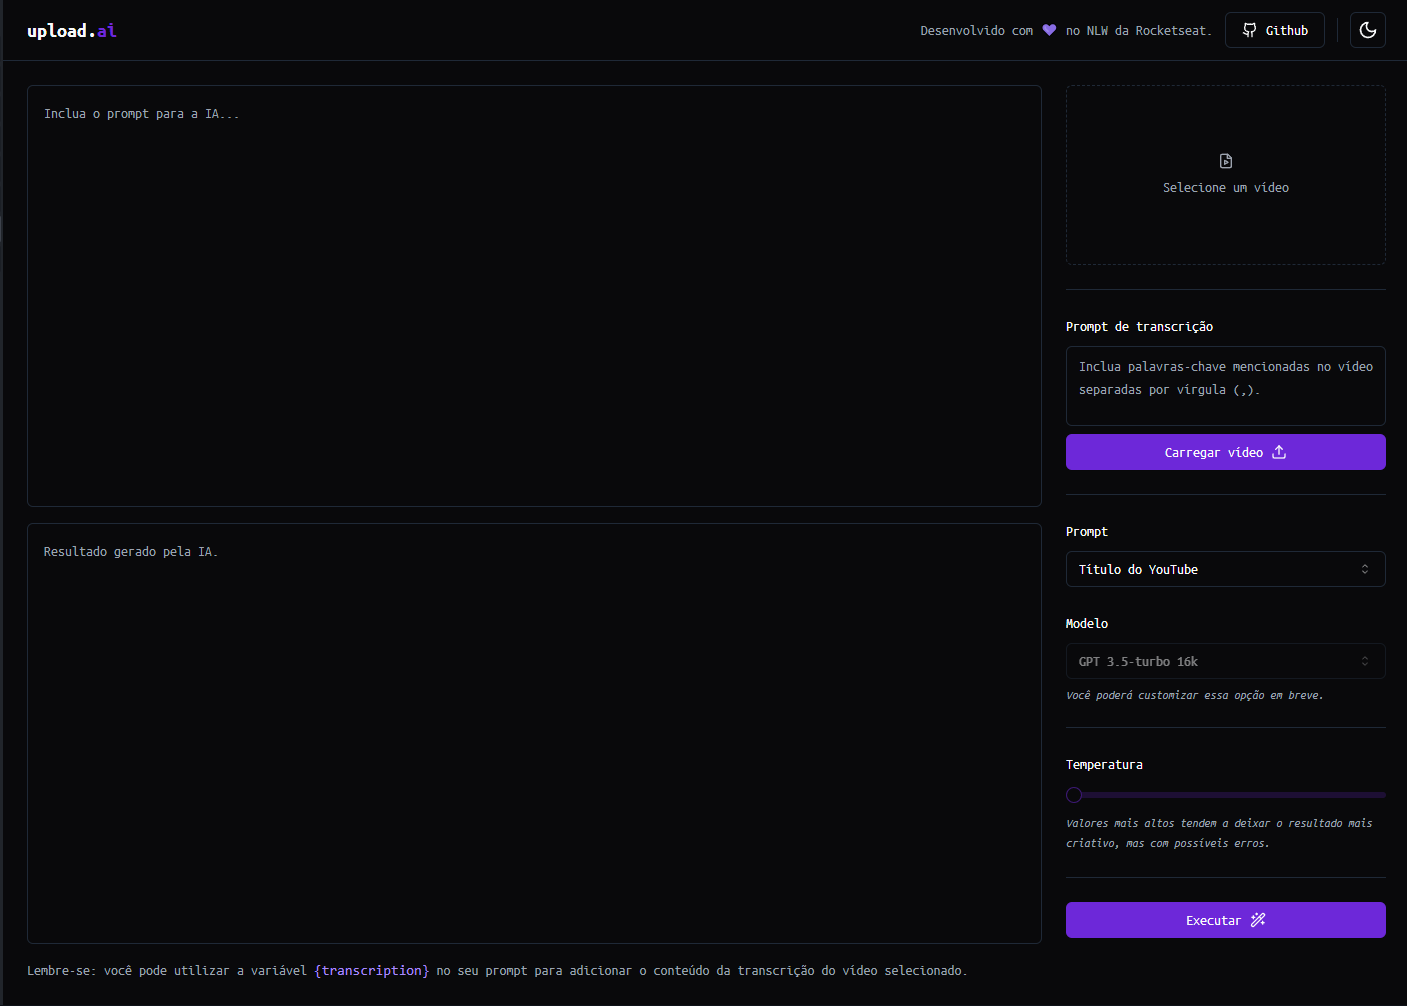 upload.ai
Desenvolvido com 💜 no NLW da Rocketseat.
Github
Inclua o prompt para a IA...
Resultado gerado pela IA.
Lembre-se: você pode utilizar a variável {transcription} no seu prompt para adicionar o conteúdo da transcrição do vídeo selecionado.
Selecione um vídeo
Prompt de transcrição
Inclua palavras-chave mencionadas no vídeo
separadas por vírgula (,).
Carregar vídeo
Prompt
Título do YouTube
Modelo
GPT 3.5-turbo 16k
Você poderá customizar essa opção em breve.
Temperatura
Valores mais altos tendem a deixar o resultado mais
criativo, mas com possíveis erros.
Executar